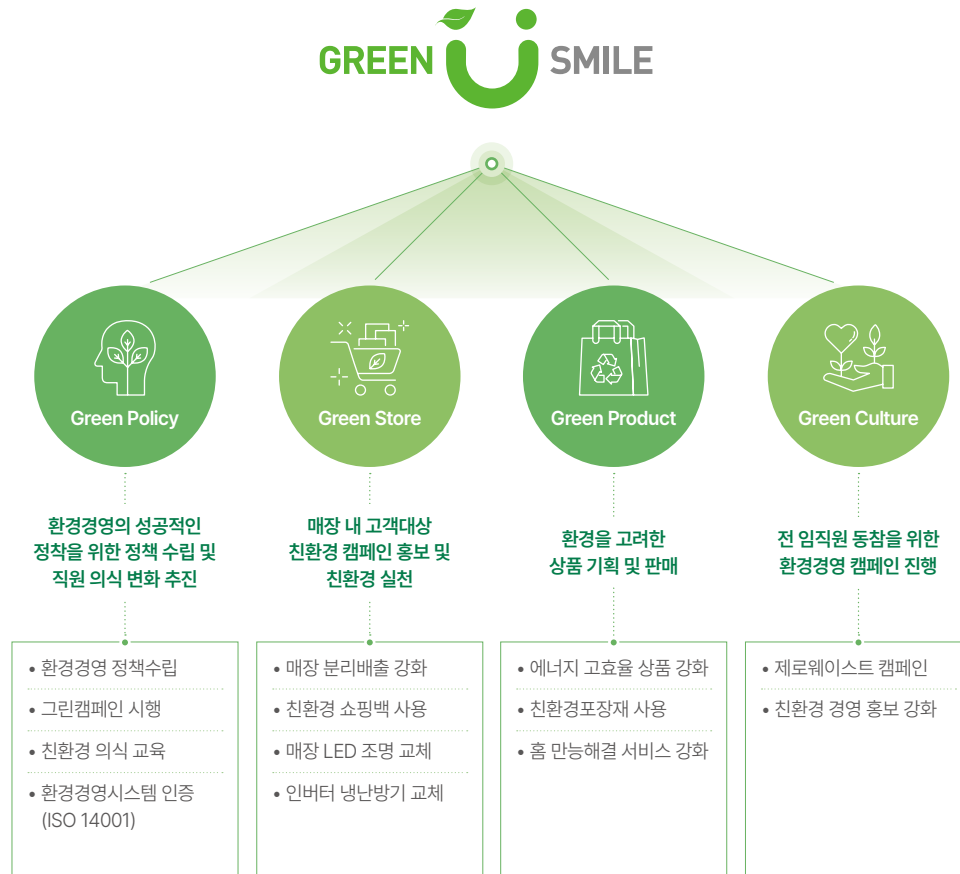 GREEN SMILE
Green Policy
환경경영의 성공적인
정착을 위한 정책 수립 및
직원 의식 변화 추진
• 환경경영 정책수립
• 그린캠페인 시행
• 친환경 의식 교육
• 환경경영시스템 인증
(ISO 14001)
Green Store
매장 내 고객대상
친환경 캠페인 홍보 및
친환경 실천
• 매장 분리배출 강화
• 친환경 쇼핑백 사용
• 매장 LED 조명 교체
• 인버터 냉난방기 교체
Green Product
환경을 고려한
상품 기획 및 판매
• 에너지 고효율 상품 강화
• 친환경포장재 사용
• 홈 만능해결 서비스 강화
Green Culture
전 임직원 동참을 위한
환경경영 캠페인 진행
• 제로웨이스트 캠페인
• 친환경 경영 홍보 강화